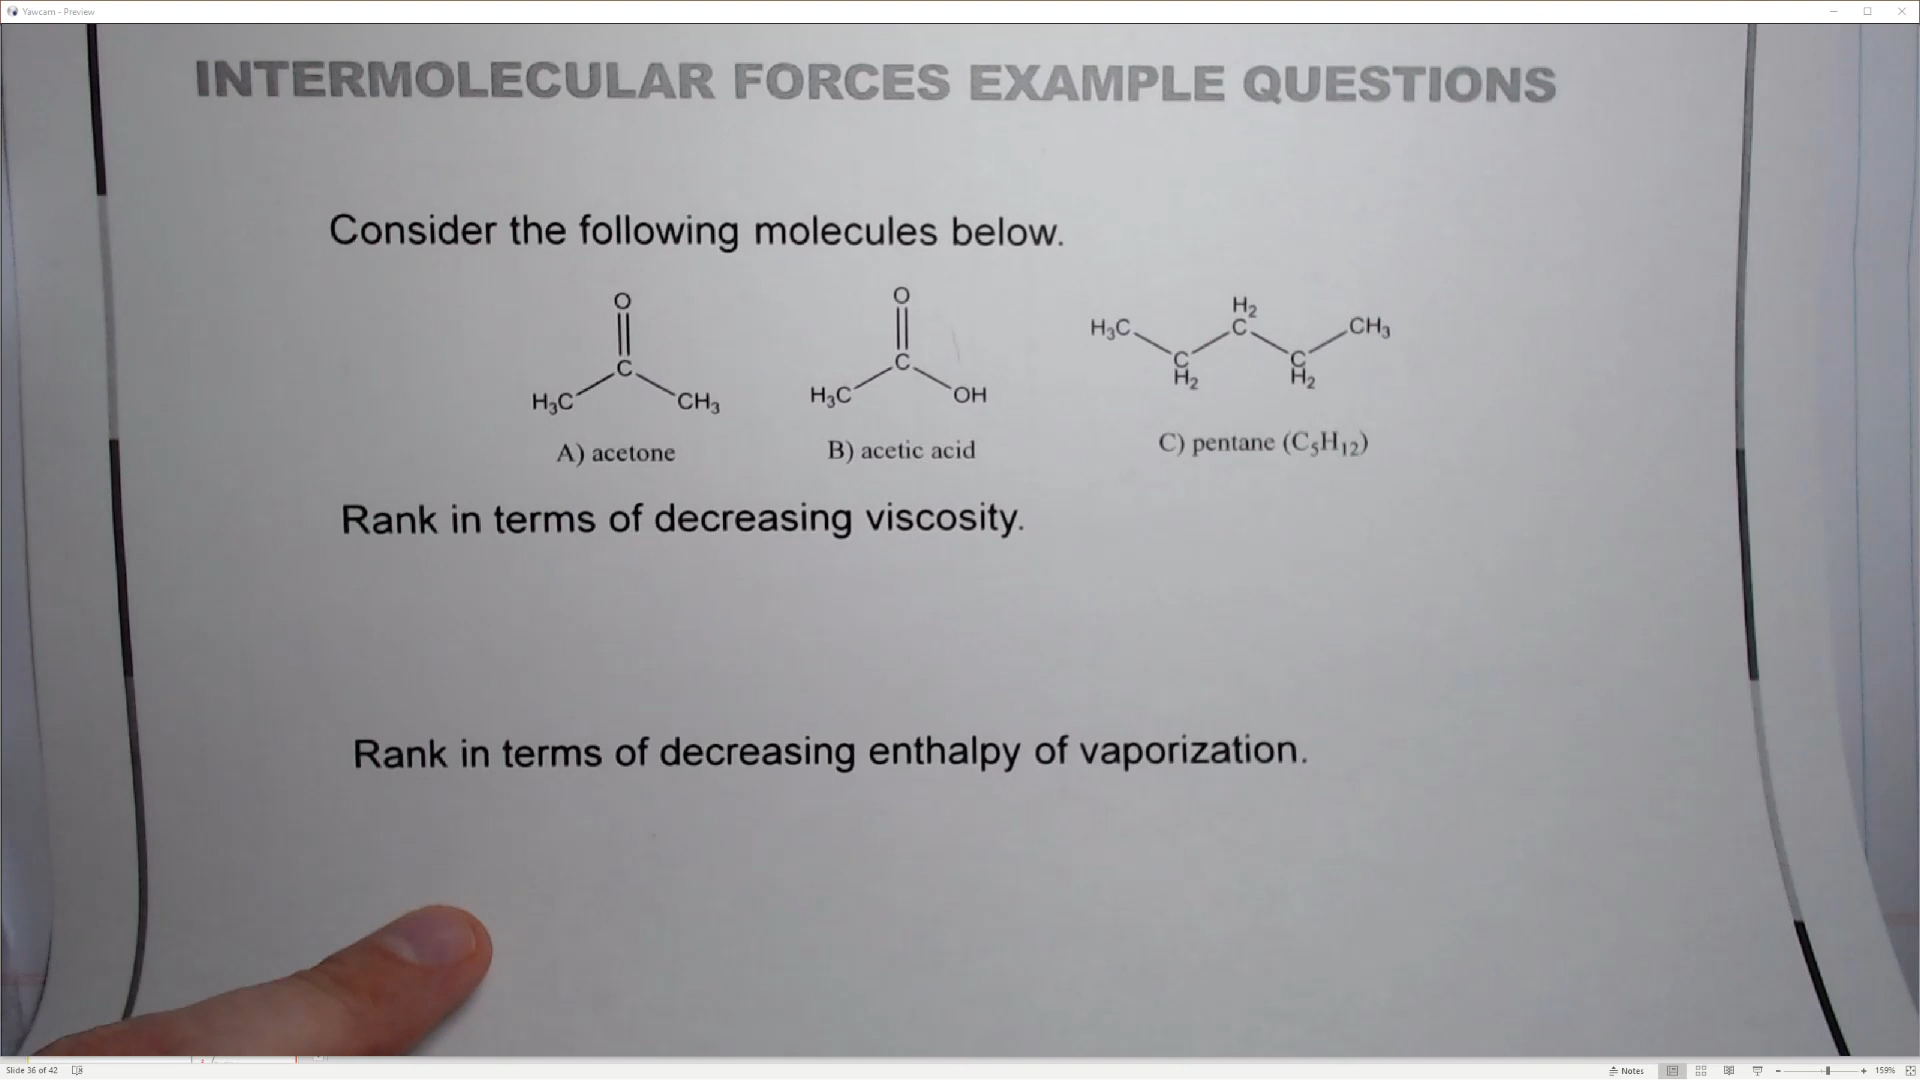 Yawcam - Preview
INTERMOLECULAR FORCES EXAMPLE QUESTIONS
Consider the following molecules below.
O
C
H₃C CH₃
A) acetone
O
C
H₃C OH
B) acetic acid
H₂
H₃C C CH₃
C C
H₂ H₂
C) pentane (C₅H₁₂)
Rank in terms of decreasing viscosity.
Rank in terms of decreasing enthalpy of vaporization.
Slide 36 of 42
Notes
159%